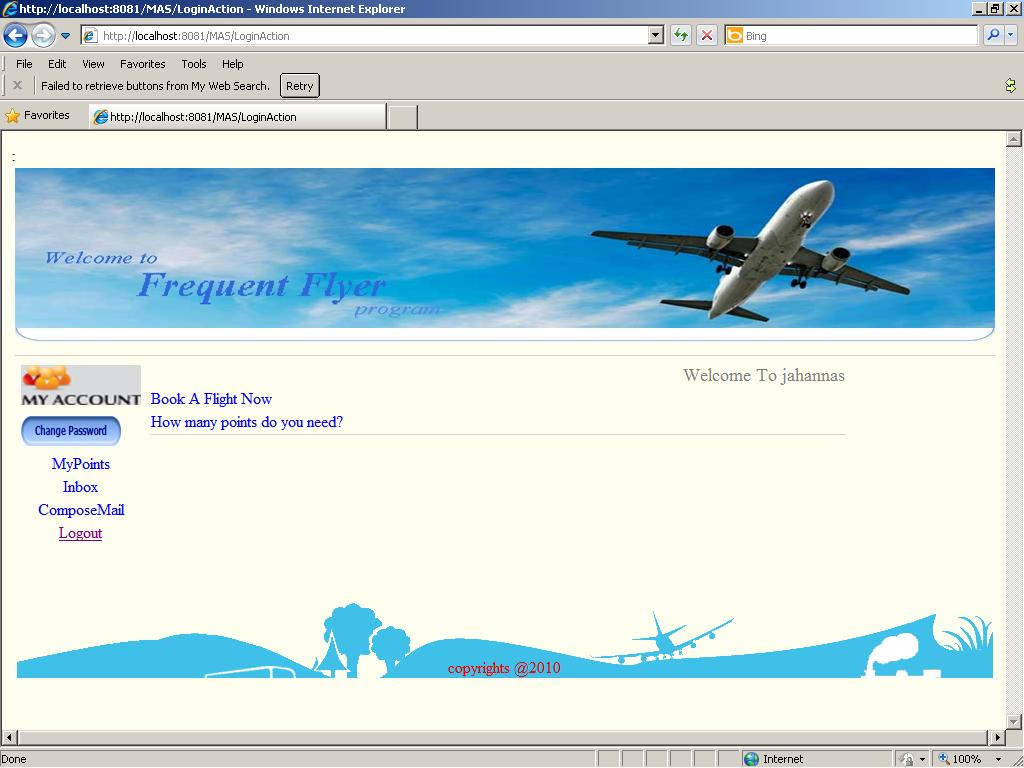 http://localhost:8081/MAS/LoginAction - Windows Internet Explorer
http://localhost:8081/MAS/LoginAction
Bing
File Edit View Favorites Tools Help
Failed to retrieve buttons from My Web Search. Retry
Favorites
http://localhost:8081/MAS/LoginAction
:
Welcome to
Frequent Flyer
program
Welcome To jahannas
MY ACCOUNT
Book A Flight Now
How many points do you need?
Change Password
MyPoints
Inbox
ComposeMail
Logout
copyrights @2010
Done
Internet
100%